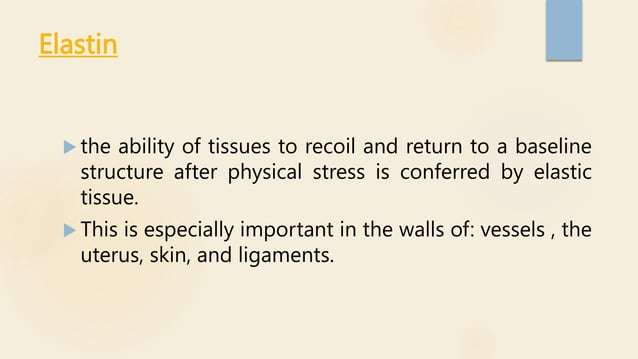 Elastin
the ability of tissues to recoil and return to a baseline
structure after physical stress is conferred by elastic
tissue.
This is especially important in the walls of: vessels , the
uterus, skin, and ligaments.